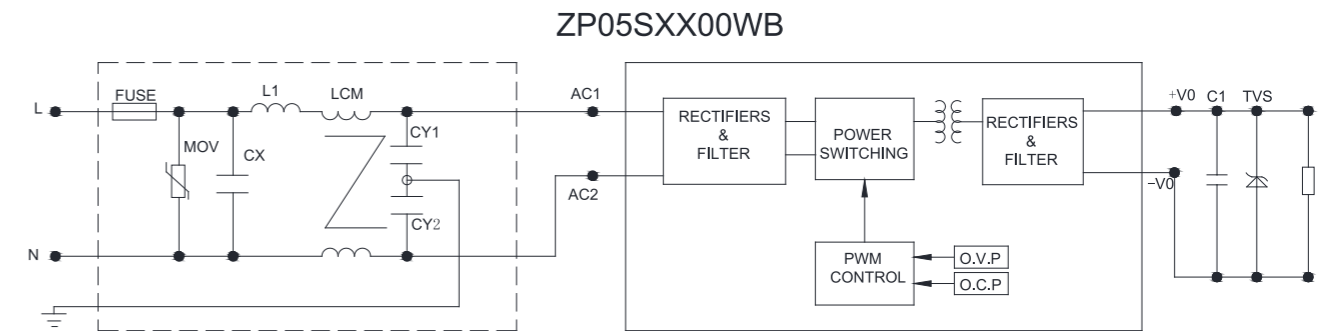 ZP05SXX00WB
L
FUSE
L1
LCM
MOV
CX
CY1
CY2
N
AC1
AC2
RECTIFIERS
&
FILTER
POWER
SWITCHING
RECTIFIERS
&
FILTER
PWM
CONTROL
O.V.P
O.C.P
+V0
C1
TVS
−V0